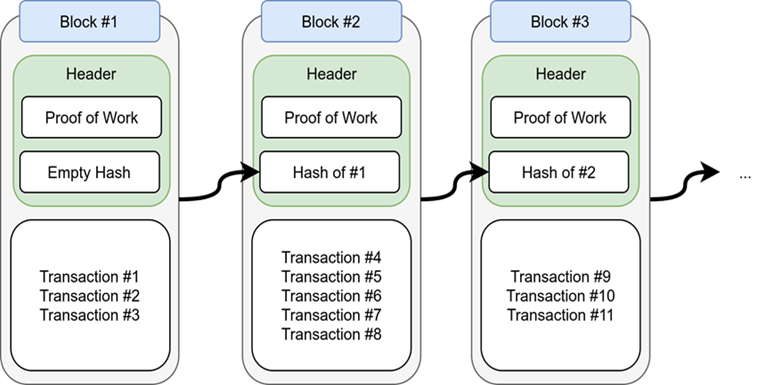 Block #1
Header
Proof of Work
Empty Hash
Transaction #1
Transaction #2
Transaction #3
Block #2
Header
Proof of Work
Hash of #1
Transaction #4
Transaction #5
Transaction #6
Transaction #7
Transaction #8
Block #3
Header
Proof of Work
Hash of #2
Transaction #9
Transaction #10
Transaction #11
...